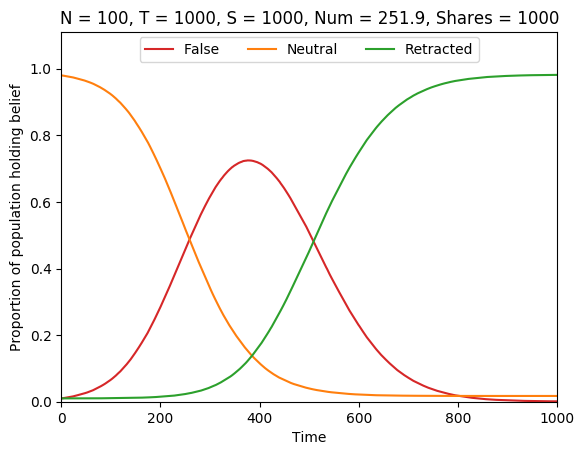 N = 100, T = 1000, S = 1000, Num = 251.9, Shares = 1000
False Neutral Retracted
Proportion of population holding belief
1.0
0.8
0.6
0.4
0.2
0.0
0 200 400 600 800 1000
Time